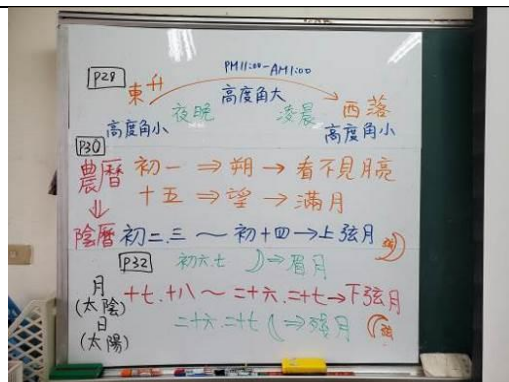 P29
PM11:00-AM1:00
東升 → 西落
夜晚 高度角大 凌晨
高度角小 高度角小
P30
農曆 初一 ⇒ 朔 → 看不見月亮
⇓ 十五 ⇒ 望 → 滿月
陰曆 初二.三 ~ 初十四 → 上弦月
P32 初六.七 ⇒ 眉月
月(太陰) 十七.十八 ~ 二十六.二十七 → 下弦月
日(太陽) 二十六.二十七 ⇒ 殘月